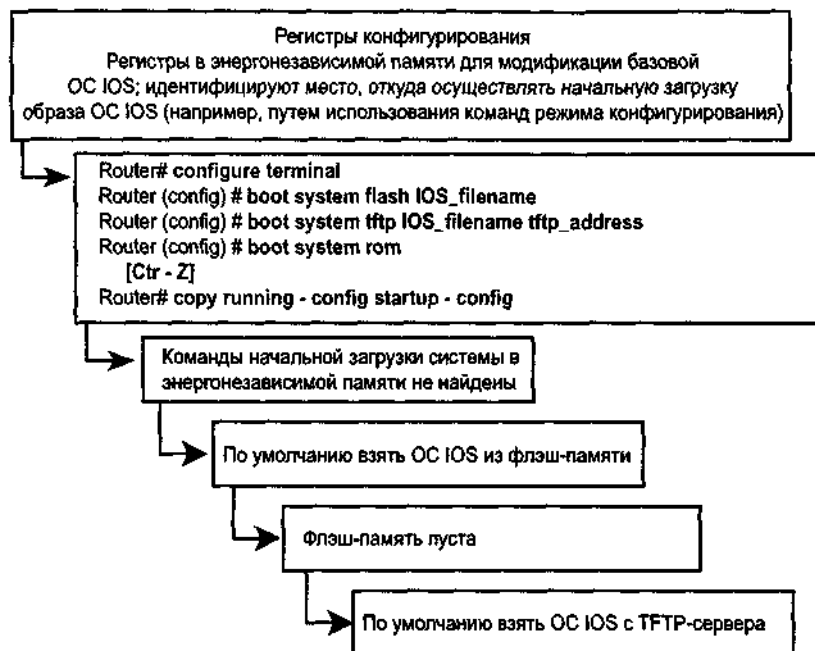 Регистры конфигурирования
Регистры в энергонезависимой памяти для модификации базовой
ОС IOS; идентифицируют место, откуда осуществлять начальную загрузку
образа ОС IOS (например, путем использования команд режима конфигурирования)
Router# configure terminal
Router (config) # boot system flash IOS_filename
Router (config) # boot system tftp IOS_filename tftp_address
Router (config) # boot system rom
[Ctr - Z]
Router# copy running - config startup - config
Команды начальной загрузки системы в
энергонезависимой памяти не найдены
По умолчанию взять ОС IOS из флэш-памяти
Флэш-память пуста
По умолчанию взять ОС IOS с TFTP-сервера